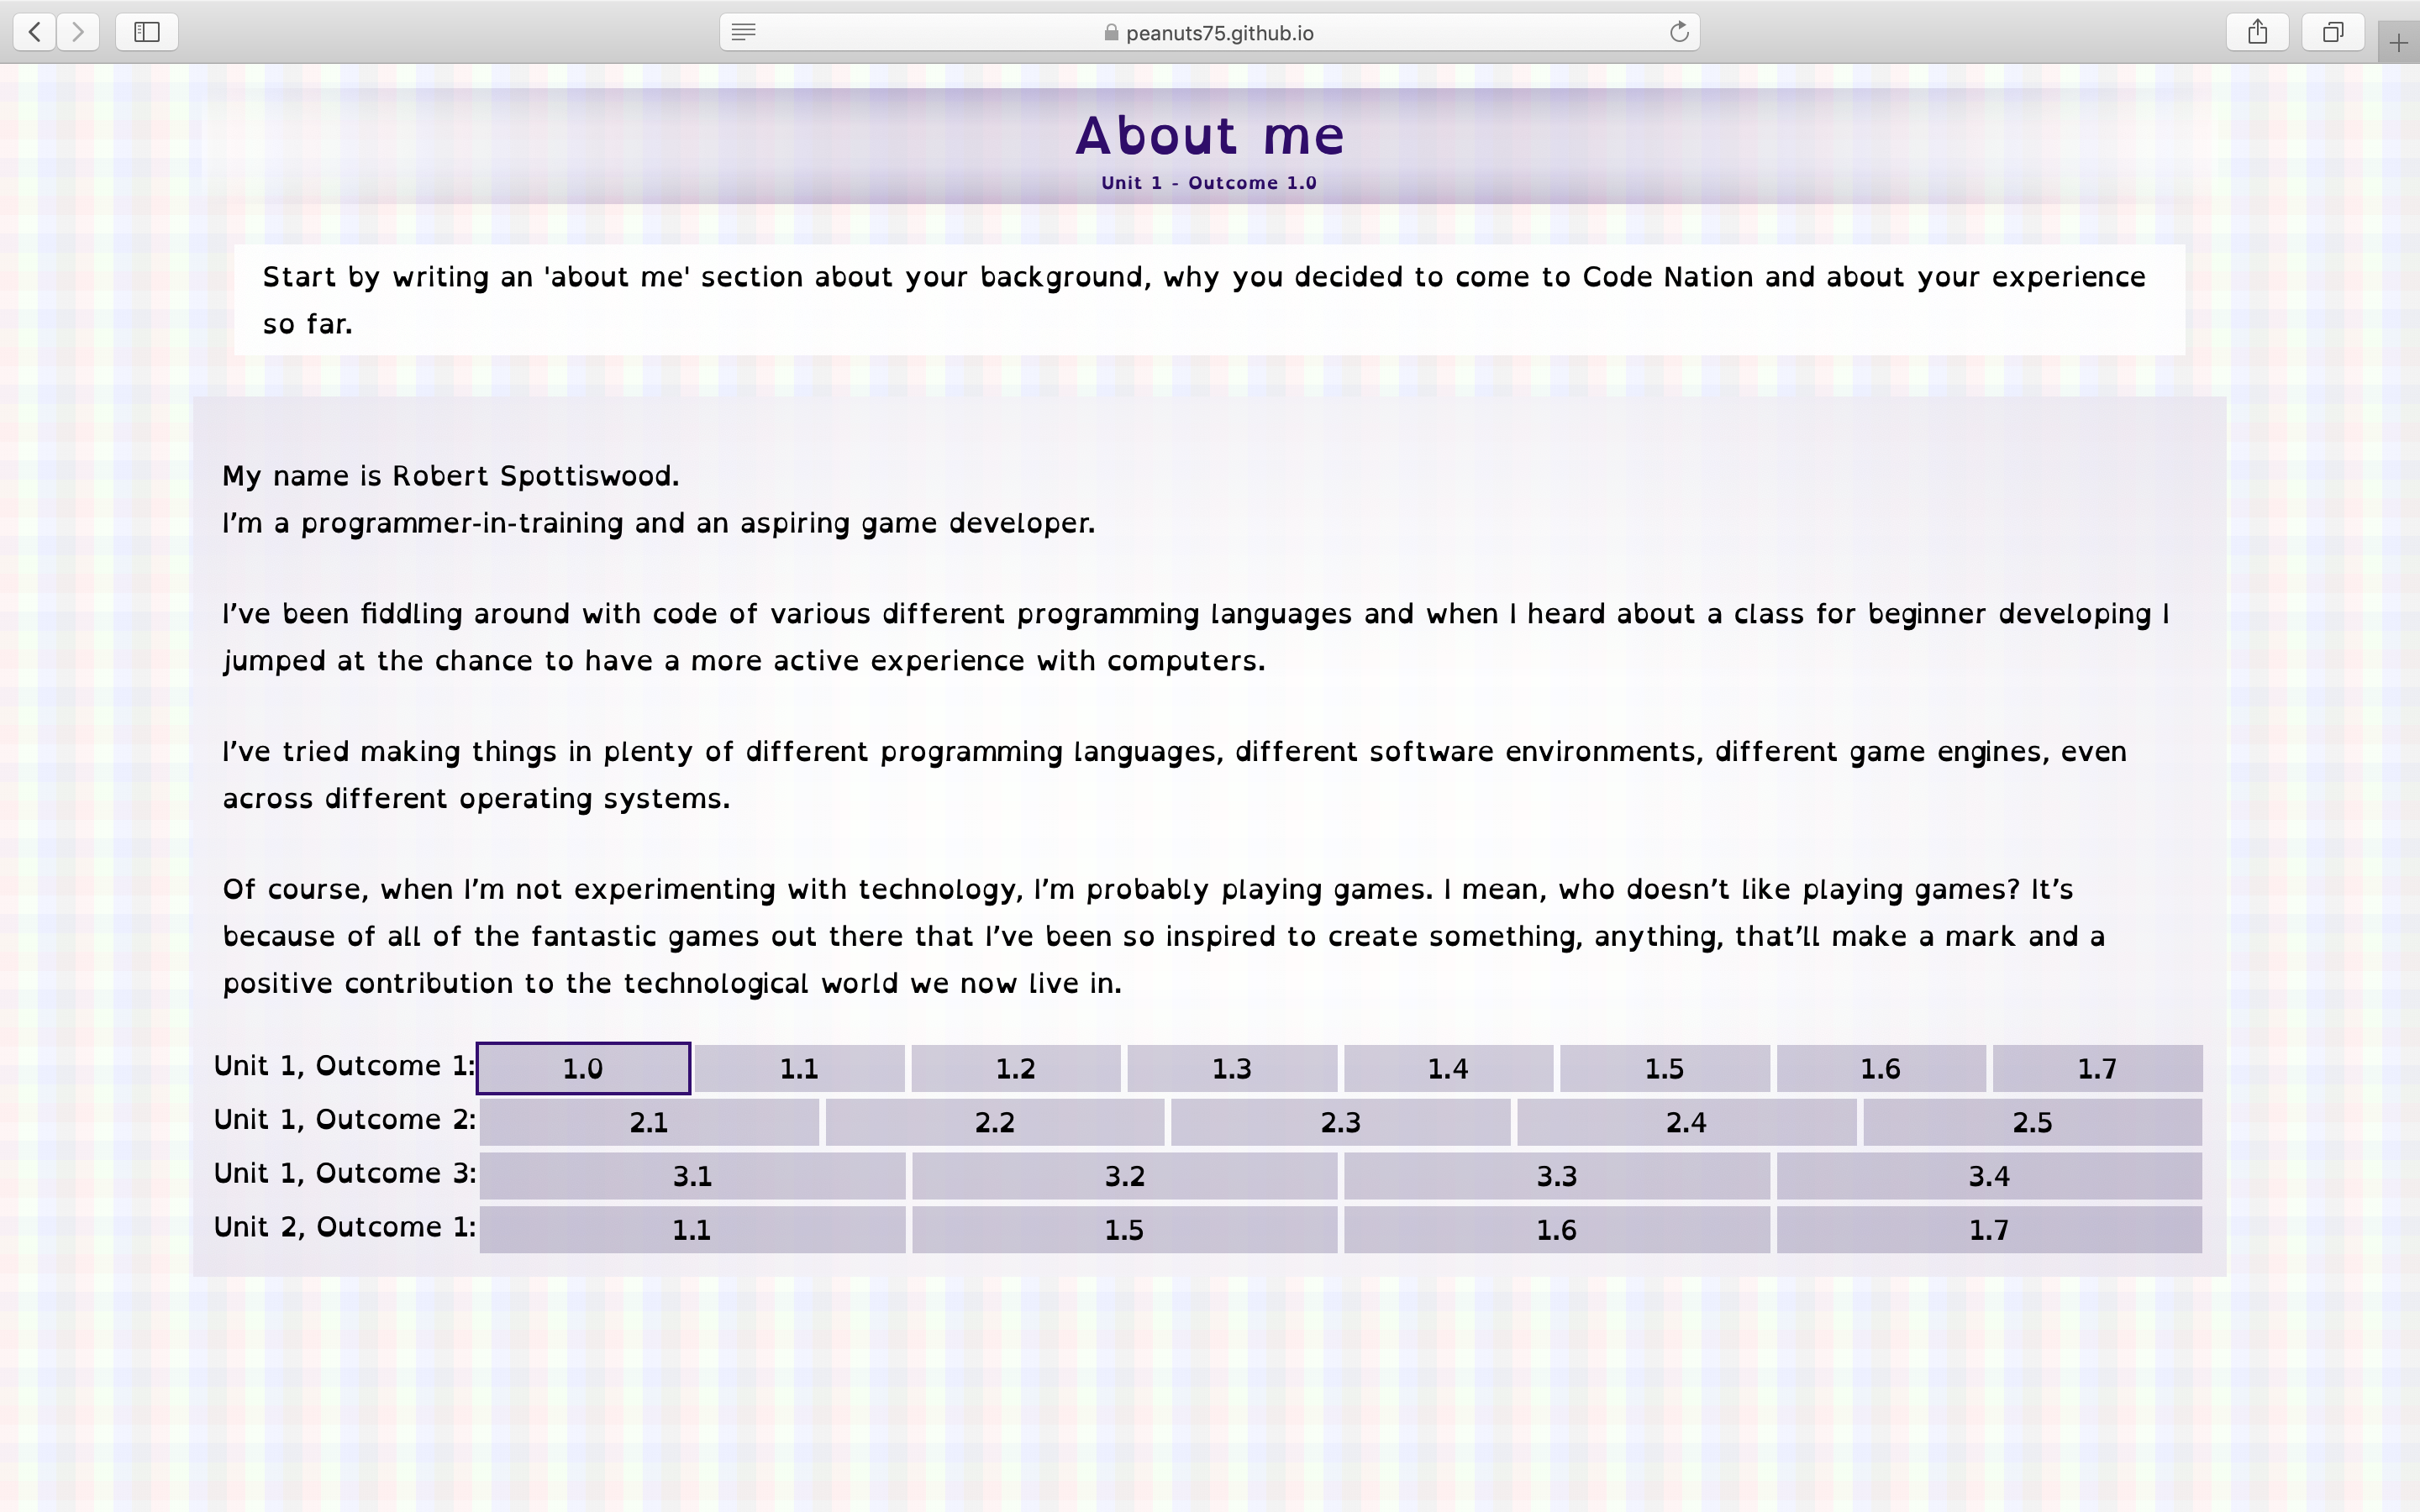 peanuts75.github.io
About me
Unit 1 - Outcome 1.0
Start by writing an 'about me' section about your background, why you decided to come to Code Nation and about your experience
so far.
My name is Robert Spottiswood.
I’m a programmer-in-training and an aspiring game developer.
I’ve been fiddling around with code of various different programming languages and when I heard about a class for beginner developing I
jumped at the chance to have a more active experience with computers.
I’ve tried making things in plenty of different programming languages, different software environments, different game engines, even
across different operating systems.
Of course, when I’m not experimenting with technology, I’m probably playing games. I mean, who doesn’t like playing games? It’s
because of all of the fantastic games out there that I’ve been so inspired to create something, anything, that’ll make a mark and a
positive contribution to the technological world we now live in.
Unit 1, Outcome 1: 1.0 1.1 1.2 1.3 1.4 1.5 1.6 1.7
Unit 1, Outcome 2: 2.1 2.2 2.3 2.4 2.5
Unit 1, Outcome 3: 3.1 3.2 3.3 3.4
Unit 2, Outcome 1: 1.1 1.5 1.6 1.7